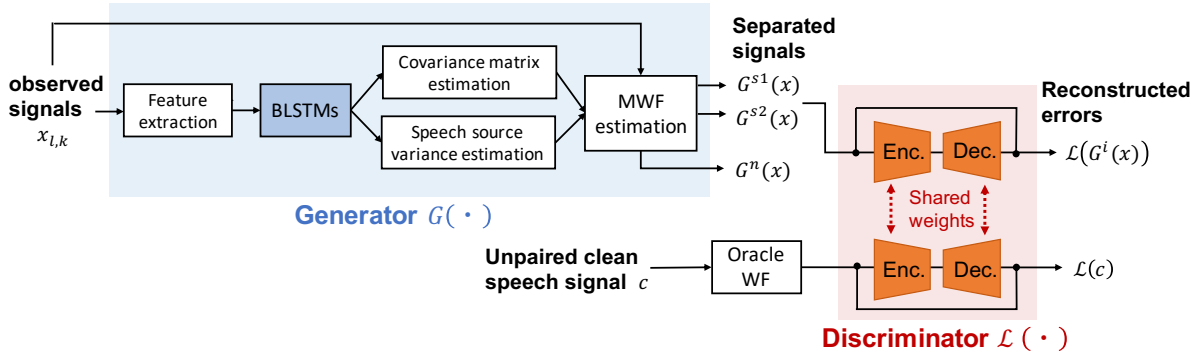 observed
signals
x_{l,k}
Feature
extraction
BLSTMs
Covariance matrix
estimation
Speech source
variance estimation
MWF
estimation
Separated
signals
G^{s1}(x)
G^{s2}(x)
G^{n}(x)
Generator G(·)
Enc.
Dec.
Reconstructed
errors
ℒ(G^{i}(x))
Shared
weights
Unpaired clean
speech signal c
Oracle
WF
Enc.
Dec.
ℒ(c)
Discriminator ℒ(·)